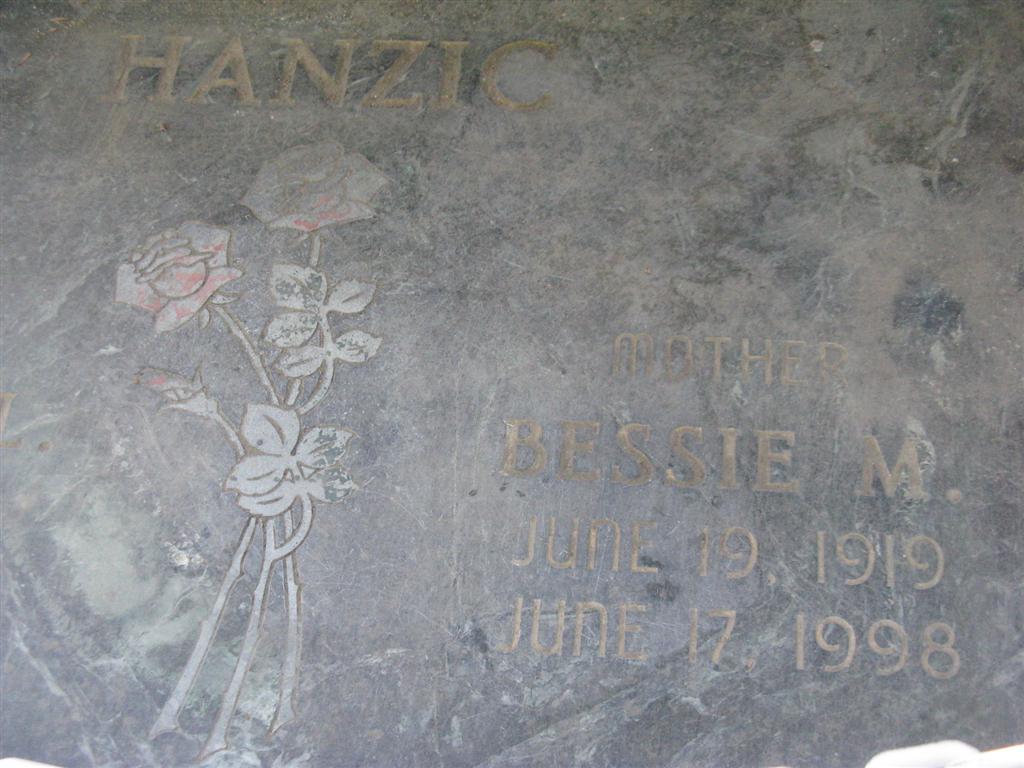 HANZIC
L.
MOTHER
BESSIE M.
JUNE 19, 1919
JUNE 17, 1998